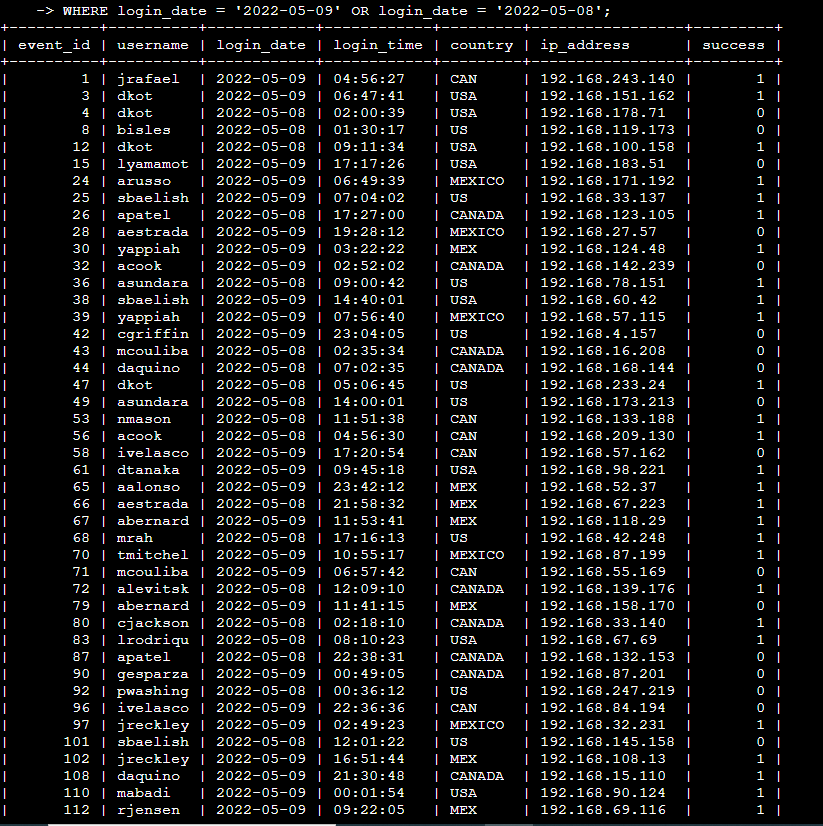 -> WHERE login_date = '2022-05-09' OR login_date = '2022-05-08';
+----------+----------+------------+------------+---------+-----------------+---------+
| event_id | username | login_date | login_time | country | ip_address      | success |
+----------+----------+------------+------------+---------+-----------------+---------+
|        1 | jrafael  | 2022-05-09 | 04:56:27   | CAN     | 192.168.243.140 |       1 |
|        3 | dkot     | 2022-05-09 | 06:47:41   | USA     | 192.168.151.162 |       1 |
|        4 | dkot     | 2022-05-08 | 02:00:39   | USA     | 192.168.178.71  |       0 |
|        8 | bisles   | 2022-05-08 | 01:30:17   | US      | 192.168.119.173 |       0 |
|       12 | dkot     | 2022-05-08 | 09:11:34   | USA     | 192.168.100.158 |       1 |
|       15 | lyamamot | 2022-05-09 | 17:17:26   | USA     | 192.168.183.51  |       0 |
|       24 | arusso   | 2022-05-09 | 06:49:39   | MEXICO  | 192.168.171.192 |       1 |
|       25 | sbaelish | 2022-05-09 | 07:04:02   | US      | 192.168.33.137  |       1 |
|       26 | apatel   | 2022-05-08 | 17:27:00   | CANADA  | 192.168.123.105 |       1 |
|       28 | aestrada | 2022-05-09 | 19:28:12   | MEXICO  | 192.168.27.57   |       0 |
|       30 | yappiah  | 2022-05-09 | 03:22:22   | MEX     | 192.168.124.48  |       1 |
|       32 | acook    | 2022-05-09 | 02:52:02   | CANADA  | 192.168.142.239 |       0 |
|       36 | asundara | 2022-05-08 | 09:00:42   | US      | 192.168.78.151  |       1 |
|       38 | sbaelish | 2022-05-09 | 14:40:01   | USA     | 192.168.60.42   |       1 |
|       39 | yappiah  | 2022-05-09 | 07:56:40   | MEXICO  | 192.168.57.115  |       1 |
|       42 | cgriffin | 2022-05-09 | 23:04:05   | US      | 192.168.4.157   |       0 |
|       43 | mcouliba | 2022-05-08 | 02:35:34   | CANADA  | 192.168.16.208  |       0 |
|       44 | daquino  | 2022-05-08 | 07:02:35   | CANADA  | 192.168.168.144 |       0 |
|       47 | dkot     | 2022-05-08 | 05:06:45   | US      | 192.168.233.24  |       1 |
|       49 | asundara | 2022-05-08 | 14:00:01   | US      | 192.168.173.213 |       0 |
|       53 | nmason   | 2022-05-08 | 11:51:38   | CAN     | 192.168.133.188 |       1 |
|       56 | acook    | 2022-05-08 | 04:56:30   | CAN     | 192.168.209.130 |       1 |
|       58 | ivelasco | 2022-05-09 | 17:20:54   | CAN     | 192.168.57.162  |       0 |
|       61 | dtanaka  | 2022-05-09 | 09:45:18   | USA     | 192.168.98.221  |       1 |
|       65 | aalonso  | 2022-05-09 | 23:42:12   | MEX     | 192.168.52.37   |       1 |
|       66 | aestrada | 2022-05-08 | 21:58:32   | MEX     | 192.168.67.223  |       1 |
|       67 | abernard | 2022-05-09 | 11:53:41   | MEX     | 192.168.118.29  |       1 |
|       68 | mrah     | 2022-05-08 | 17:16:13   | US      | 192.168.42.248  |       1 |
|       70 | tmitchel | 2022-05-09 | 10:55:17   | MEXICO  | 192.168.87.199  |       1 |
|       71 | mcouliba | 2022-05-09 | 06:57:42   | CAN     | 192.168.55.169  |       0 |
|       72 | alevitsk | 2022-05-08 | 12:09:10   | CANADA  | 192.168.139.176 |       1 |
|       79 | abernard | 2022-05-09 | 11:41:15   | MEX     | 192.168.158.170 |       0 |
|       80 | cjackson | 2022-05-08 | 02:18:10   | CANADA  | 192.168.33.140  |       1 |
|       83 | lrodriqu | 2022-05-08 | 08:10:23   | USA     | 192.168.67.69   |       1 |
|       87 | apatel   | 2022-05-08 | 22:38:31   | CANADA  | 192.168.132.153 |       0 |
|       90 | gesparza | 2022-05-09 | 00:49:05   | CANADA  | 192.168.87.201  |       0 |
|       92 | pwashing | 2022-05-08 | 00:36:12   | US      | 192.168.247.219 |       0 |
|       96 | ivelasco | 2022-05-09 | 22:36:36   | CAN     | 192.168.84.194  |       0 |
|       97 | jreckley | 2022-05-09 | 02:49:23   | MEXICO  | 192.168.32.231  |       1 |
|      101 | sbaelish | 2022-05-08 | 12:01:22   | US      | 192.168.145.158 |       0 |
|      102 | jreckley | 2022-05-09 | 16:51:44   | MEX     | 192.168.108.13  |       1 |
|      108 | daquino  | 2022-05-09 | 21:30:48   | CANADA  | 192.168.15.110  |       1 |
|      110 | mabadi   | 2022-05-09 | 00:01:54   | USA     | 192.168.90.124  |       1 |
|      112 | rjensen  | 2022-05-09 | 09:22:05   | MEX     | 192.168.69.116  |       1 |